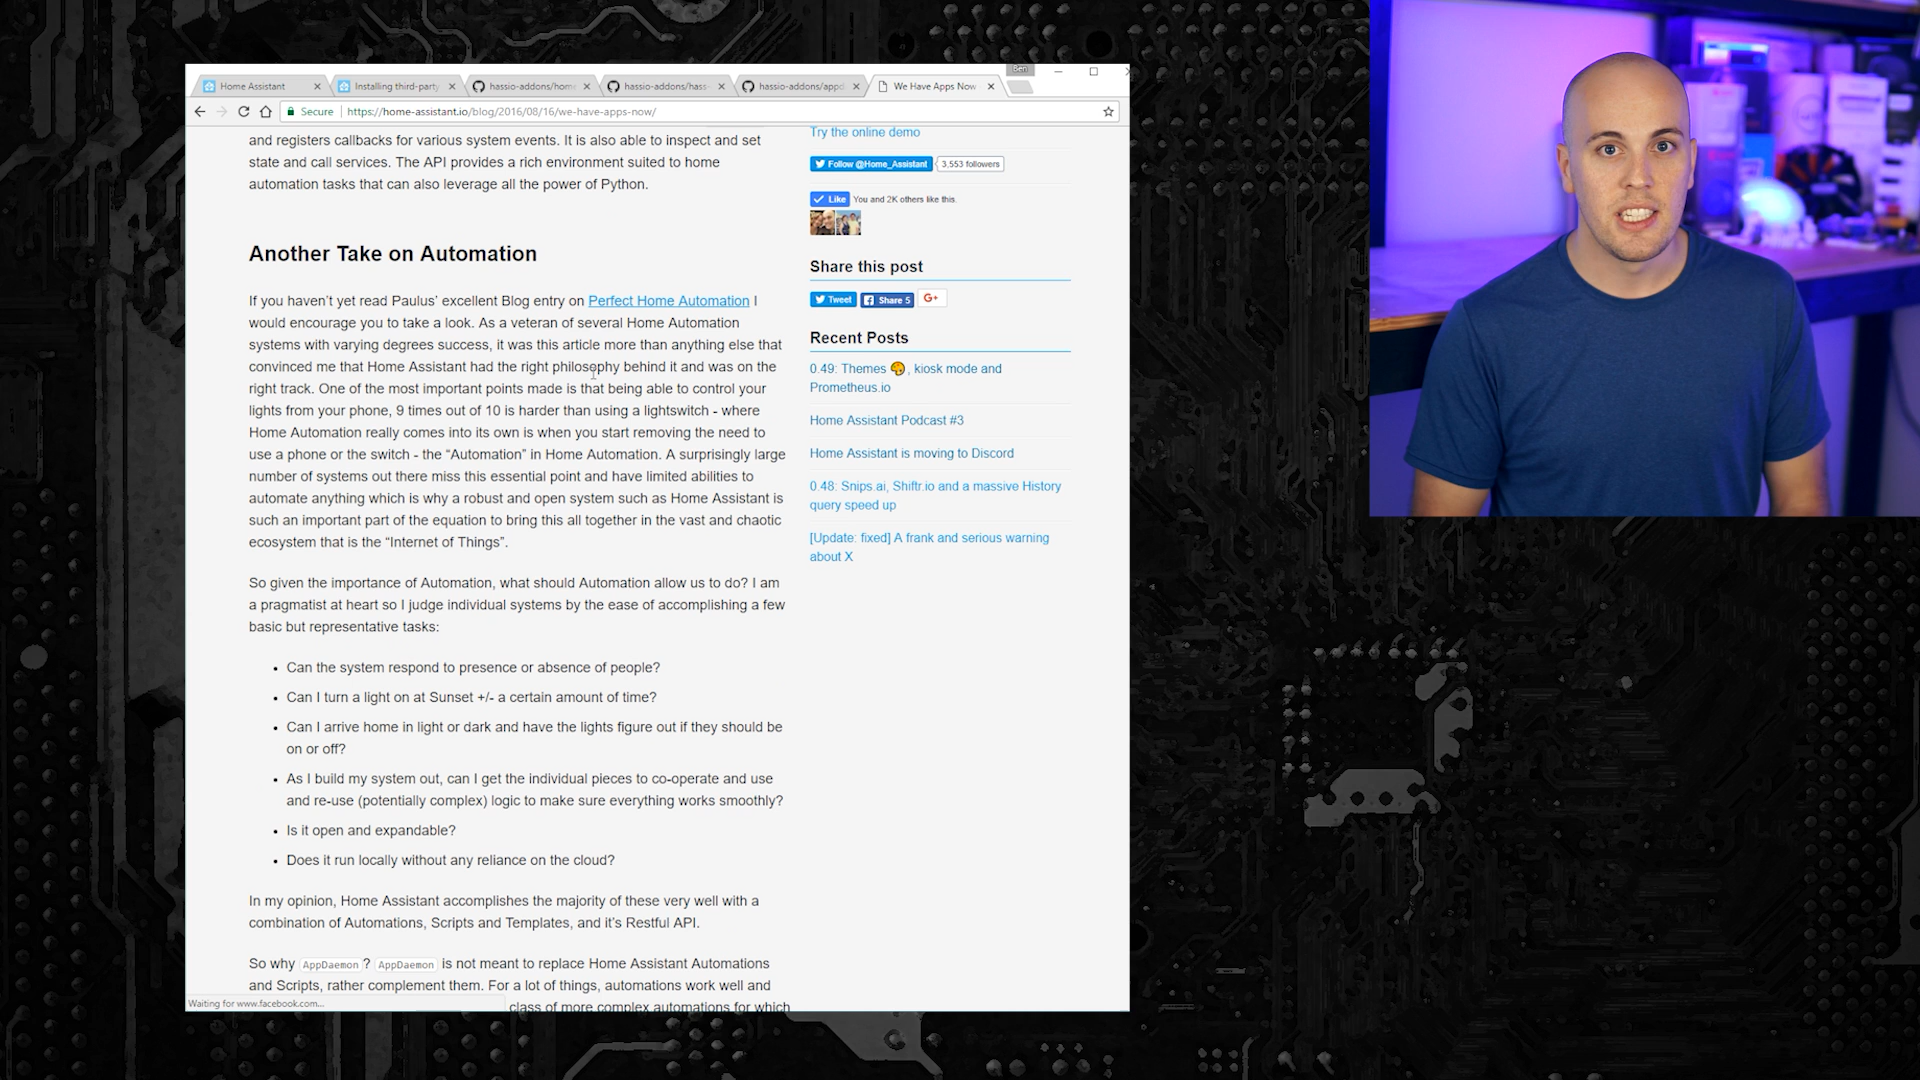 Ben
Home Assistant
Installing third-party
hassio-addons/home
hassio-addons/hass-
hassio-addons/appd
We Have Apps Now
Secure
https://home-assistant.io/blog/2016/08/16/we-have-apps-now/
and registers callbacks for various system events. It is also able to inspect and set
state and call services. The API provides a rich environment suited to home
automation tasks that can also leverage all the power of Python.
Another Take on Automation
If you haven’t yet read Paulus’ excellent Blog entry on Perfect Home Automation I
would encourage you to take a look. As a veteran of several Home Automation
systems with varying degrees success, it was this article more than anything else that
convinced me that Home Assistant had the right philosophy behind it and was on the
right track. One of the most important points made is that being able to control your
lights from your phone, 9 times out of 10 is harder than using a lightswitch - where
Home Automation really comes into its own is when you start removing the need to
use a phone or the switch - the “Automation” in Home Automation. A surprisingly large
number of systems out there miss this essential point and have limited abilities to
automate anything which is why a robust and open system such as Home Assistant is
such an important part of the equation to bring this all together in the vast and chaotic
ecosystem that is the “Internet of Things”.
So given the importance of Automation, what should Automation allow us to do? I am
a pragmatist at heart so I judge individual systems by the ease of accomplishing a few
basic but representative tasks:
• Can the system respond to presence or absence of people?
• Can I turn a light on at Sunset +/- a certain amount of time?
• Can I arrive home in light or dark and have the lights figure out if they should be
on or off?
• As I build my system out, can I get the individual pieces to co-operate and use
and re-use (potentially complex) logic to make sure everything works smoothly?
• Is it open and expandable?
• Does it run locally without any reliance on the cloud?
In my opinion, Home Assistant accomplishes the majority of these very well with a
combination of Automations, Scripts and Templates, and it’s Restful API.
So why AppDaemon? AppDaemon is not meant to replace Home Assistant Automations
and Scripts, rather complement them. For a lot of things, automations work well and
class of more complex automations for which
Waiting for www.facebook.com...
Try the online demo
Follow @Home_Assistant
3,553 followers
Like
You and 2K others like this.
Share this post
Tweet
Share 5
G+
Recent Posts
0.49: Themes , kiosk mode and
Prometheus.io
Home Assistant Podcast #3
Home Assistant is moving to Discord
0.48: Snips.ai, Shiftr.io and a massive History
query speed up
[Update: fixed] A frank and serious warning
about X